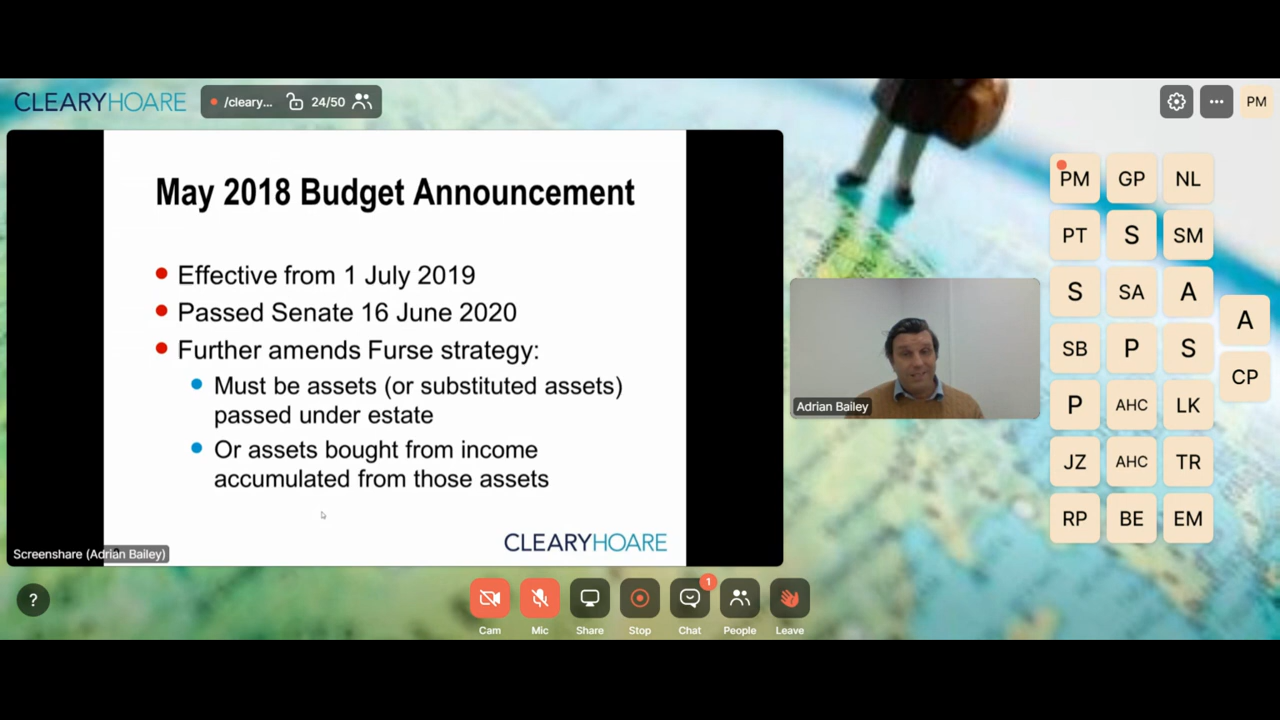 CLEARYHOARE
/cleary...
24/50
PM
May 2018 Budget Announcement
Effective from 1 July 2019
Passed Senate 16 June 2020
Further amends Furse strategy:
Must be assets (or substituted assets)
passed under estate
Or assets bought from income
accumulated from those assets
CLEARYHOARE
Screenshare (Adrian Bailey)
Adrian Bailey
PM GP NL
PT S SM
S SA A
A
SB P S
CP
P AHC LK
JZ AHC TR
RP BE EM
?
1
Cam Mic Share Stop Chat People Leave